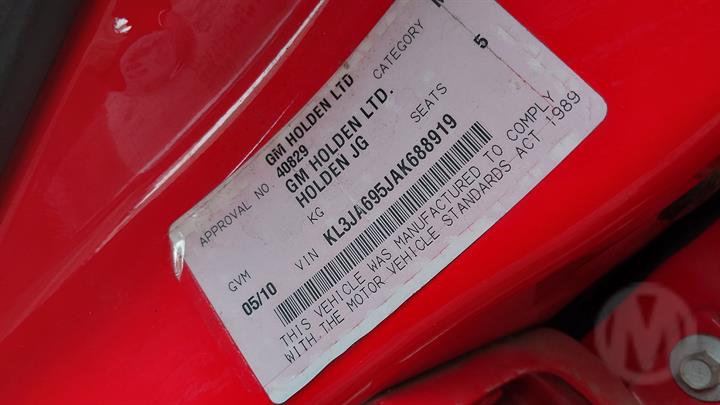 GM HOLDEN LTD
APPROVAL NO. 40829 CATEGORY M
GM HOLDEN LTD.
HOLDEN JG SEATS 5
GVM KG
05/10 VIN KL3JA695JAK688919
THIS VEHICLE WAS MANUFACTURED TO COMPLY
WITH THE MOTOR VEHICLE STANDARDS ACT 1989
M